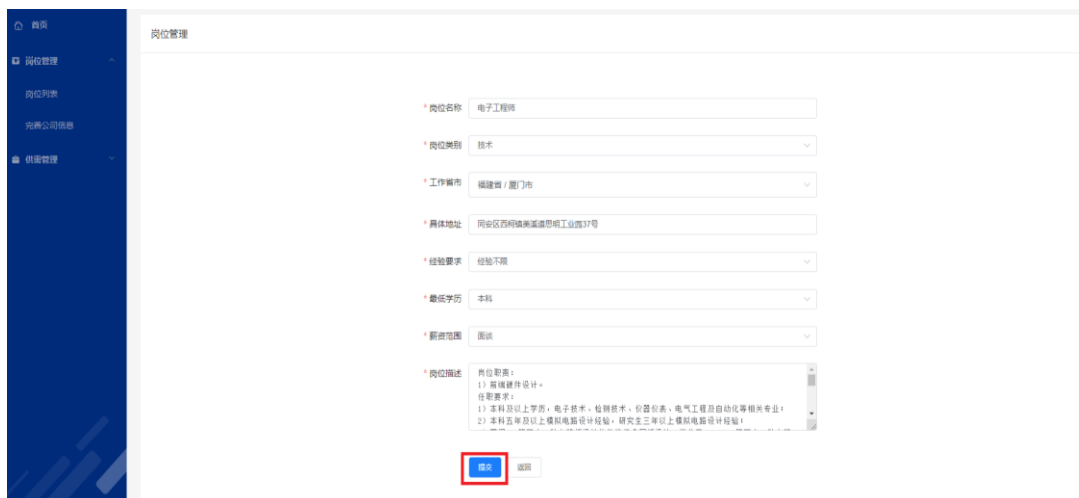 首页
岗位管理
岗位管理
岗位列表
完善公司信息
供需管理
* 岗位名称 电子工程师
* 岗位类别 技术
* 工作省市 福建省 / 厦门市
* 具体地址 同安区西柯镇美溪道思明工业园37号
* 经验要求 经验不限
* 最低学历 本科
* 薪资范围 面谈
* 岗位描述 岗位职责：
1）前端硬件设计。
任职要求：
1）本科及以上学历，电子技术、检测技术、仪器仪表、电气工程及自动化等相关专业；
2）本科五年及以上模拟电路设计经验，研究生三年以上模拟电路设计经验；
提交 返回